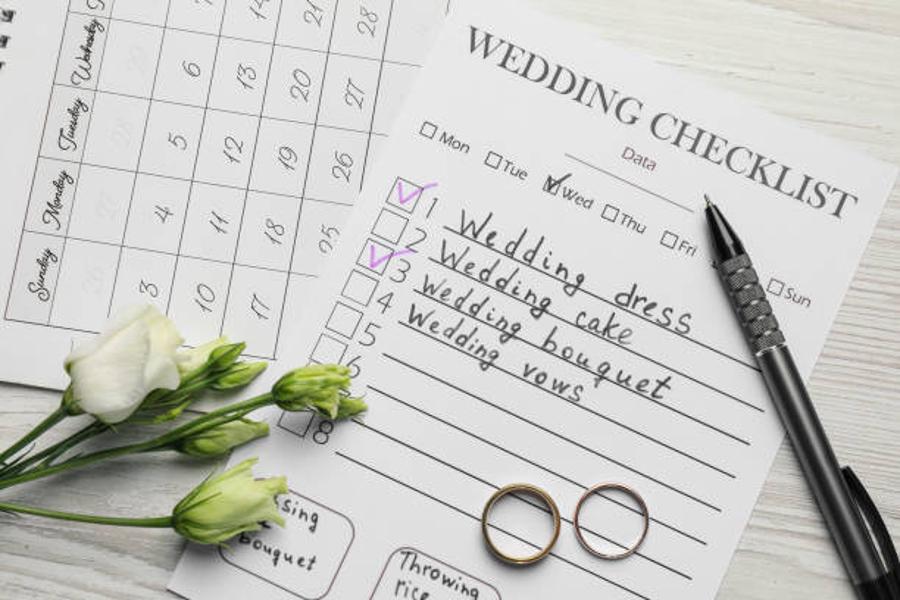 14 21 28
Wednesday 6 13 20 27
Tuesday 5 12 19 26
Monday 4 11 18 25
Sunday 3 10 17
WEDDING CHECKLIST
Data
Mon Tue Wed Thu Fri Sun
1 Wedding dress
2 Wedding cake
3 Wedding bouquet
4 Wedding vows
5
6
8
bouquet
Throwing
rice